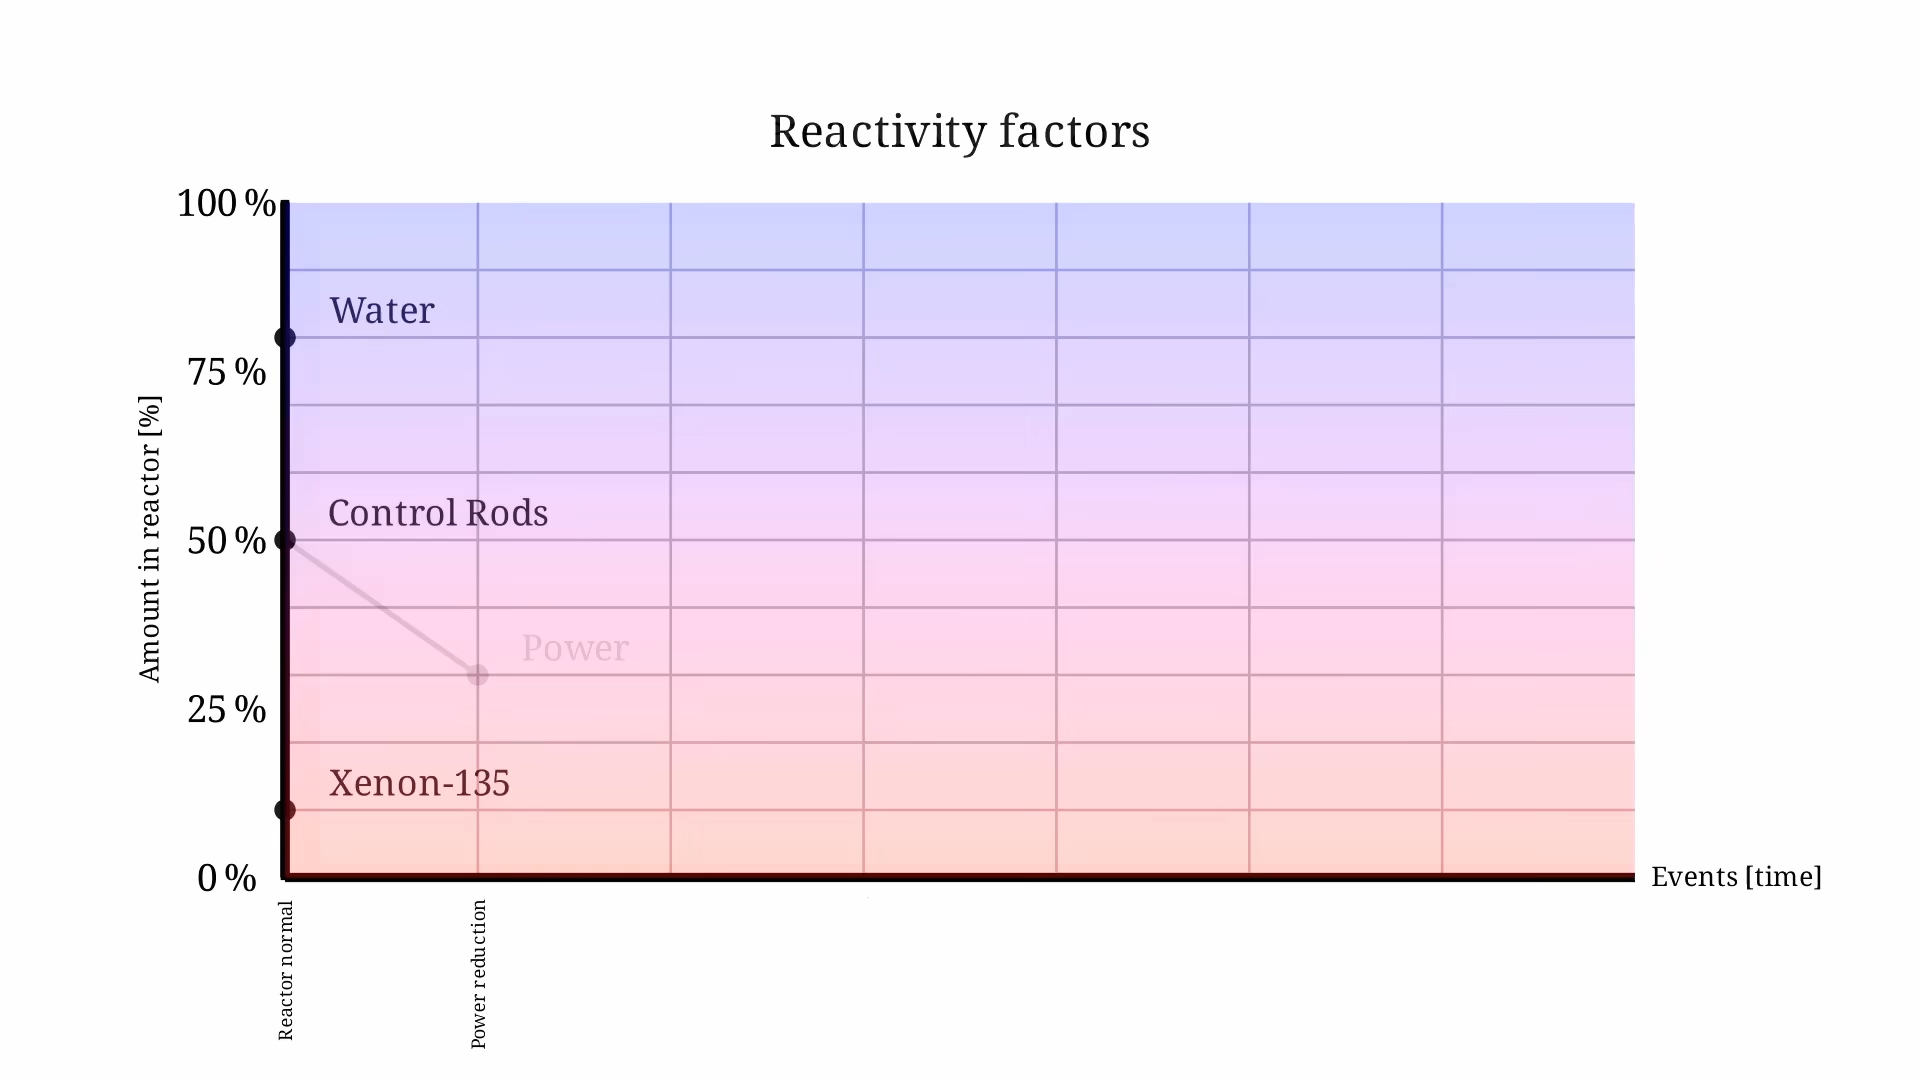 Reactivity factors
100 %
Water
75 %
Amount in reactor [%]
Control Rods
50 %
Power
25 %
Xenon-135
0 %
Events [time]
Reactor normal
Power reduction